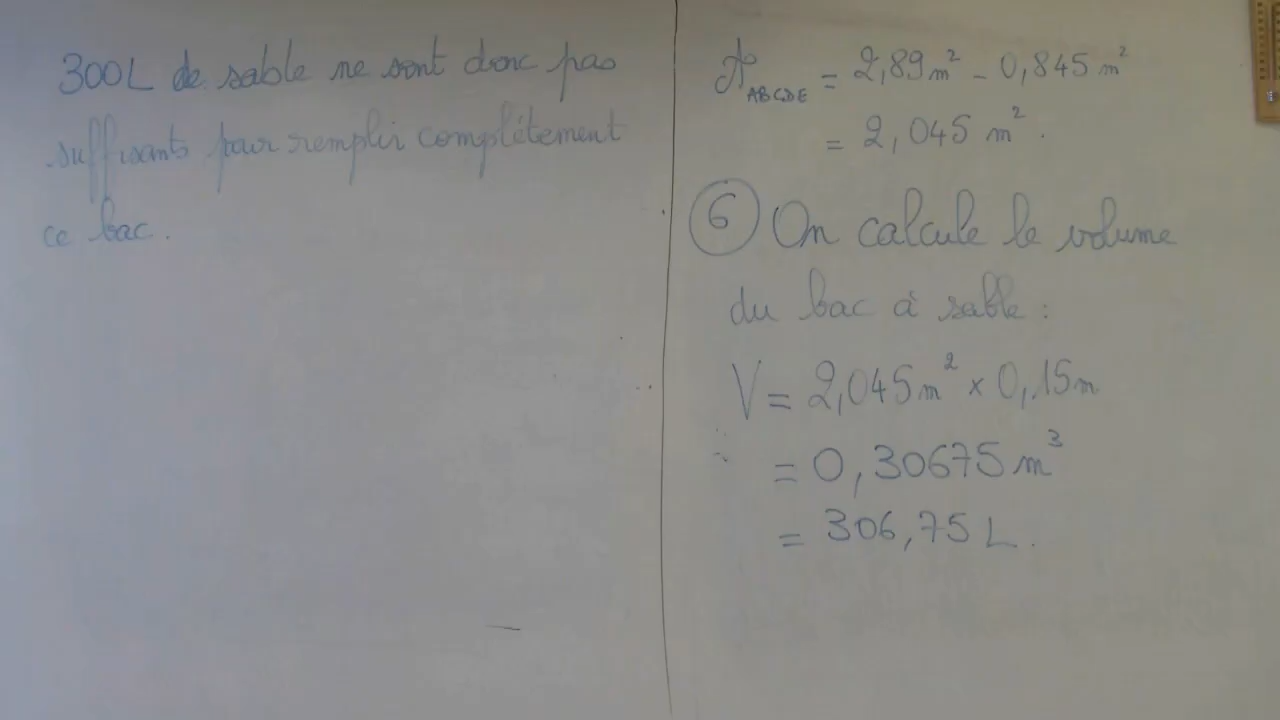 300L de sable ne sont donc pas
suffisants pour remplir complètement
ce bac.
𝒜ABCDE = 2,89 m² - 0,845 m²
= 2,045 m².
6 On calcule le volume
du bac à sable :
V = 2,045 m² × 0,15 m
= 0,30675 m³
= 306,75 L.